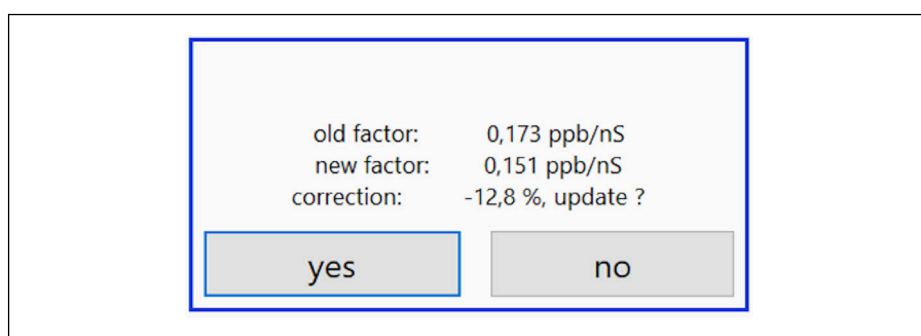 old factor: 0,173 ppb/nS
new factor: 0,151 ppb/nS
correction: -12,8 %, update ?
yes no